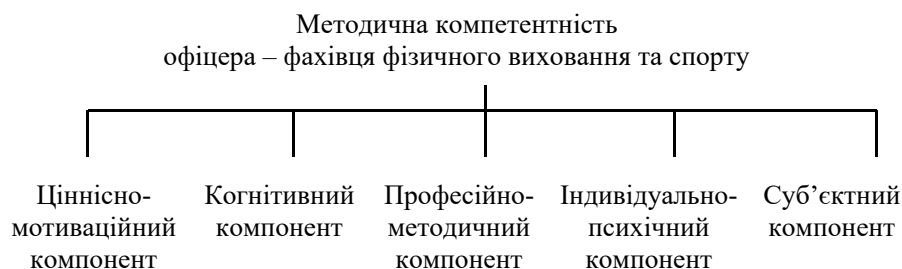 Методична компетентність
офіцера – фахівця фізичного виховання та спорту
Ціннісно-
мотиваційний
компонент
Когнітивний
компонент
Професійно-
методичний
компонент
Індивідуально-
психічний
компонент
Суб’єктний
компонент